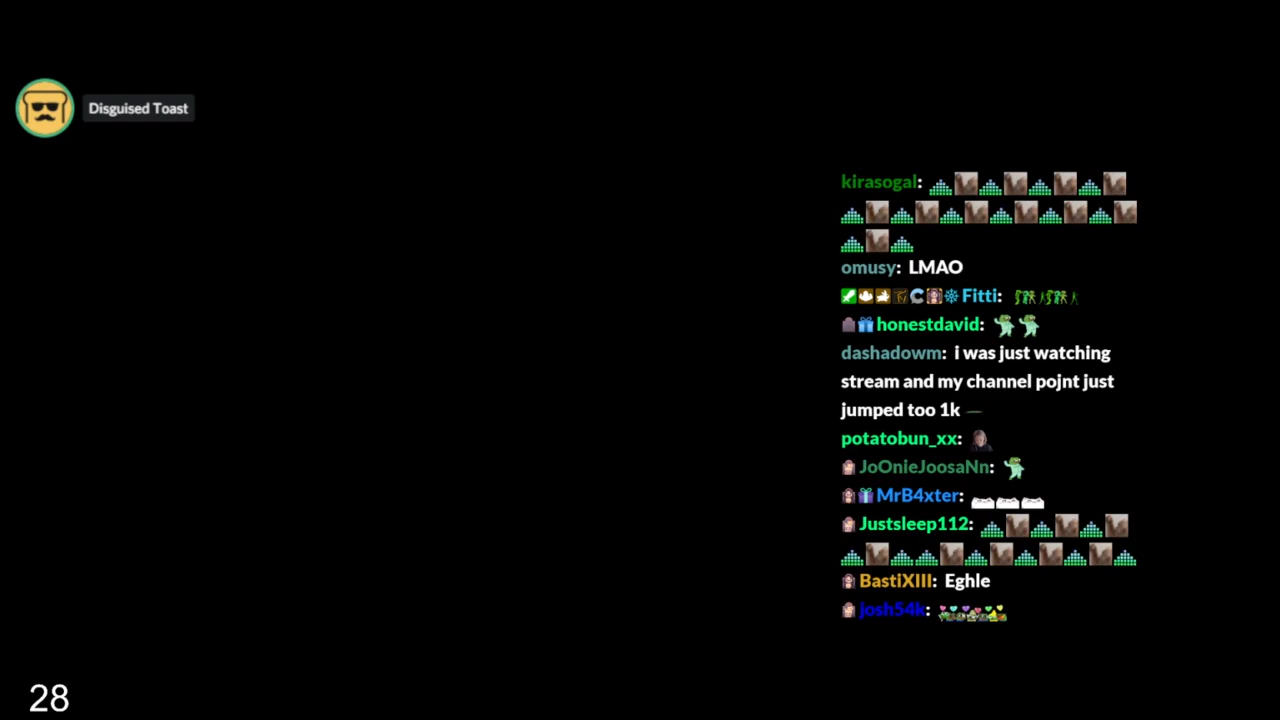 Disguised Toast
kirasogal:
omusy: LMAO
Fitti:
honestdavid:
dashadowm: i was just watching
stream and my channel pojnt just
jumped too 1k
potatobun_xx:
JoOnieJoosaNn:
MrB4xter:
Justsleep112:
BastiXIII: Eghle
josh54k:
28